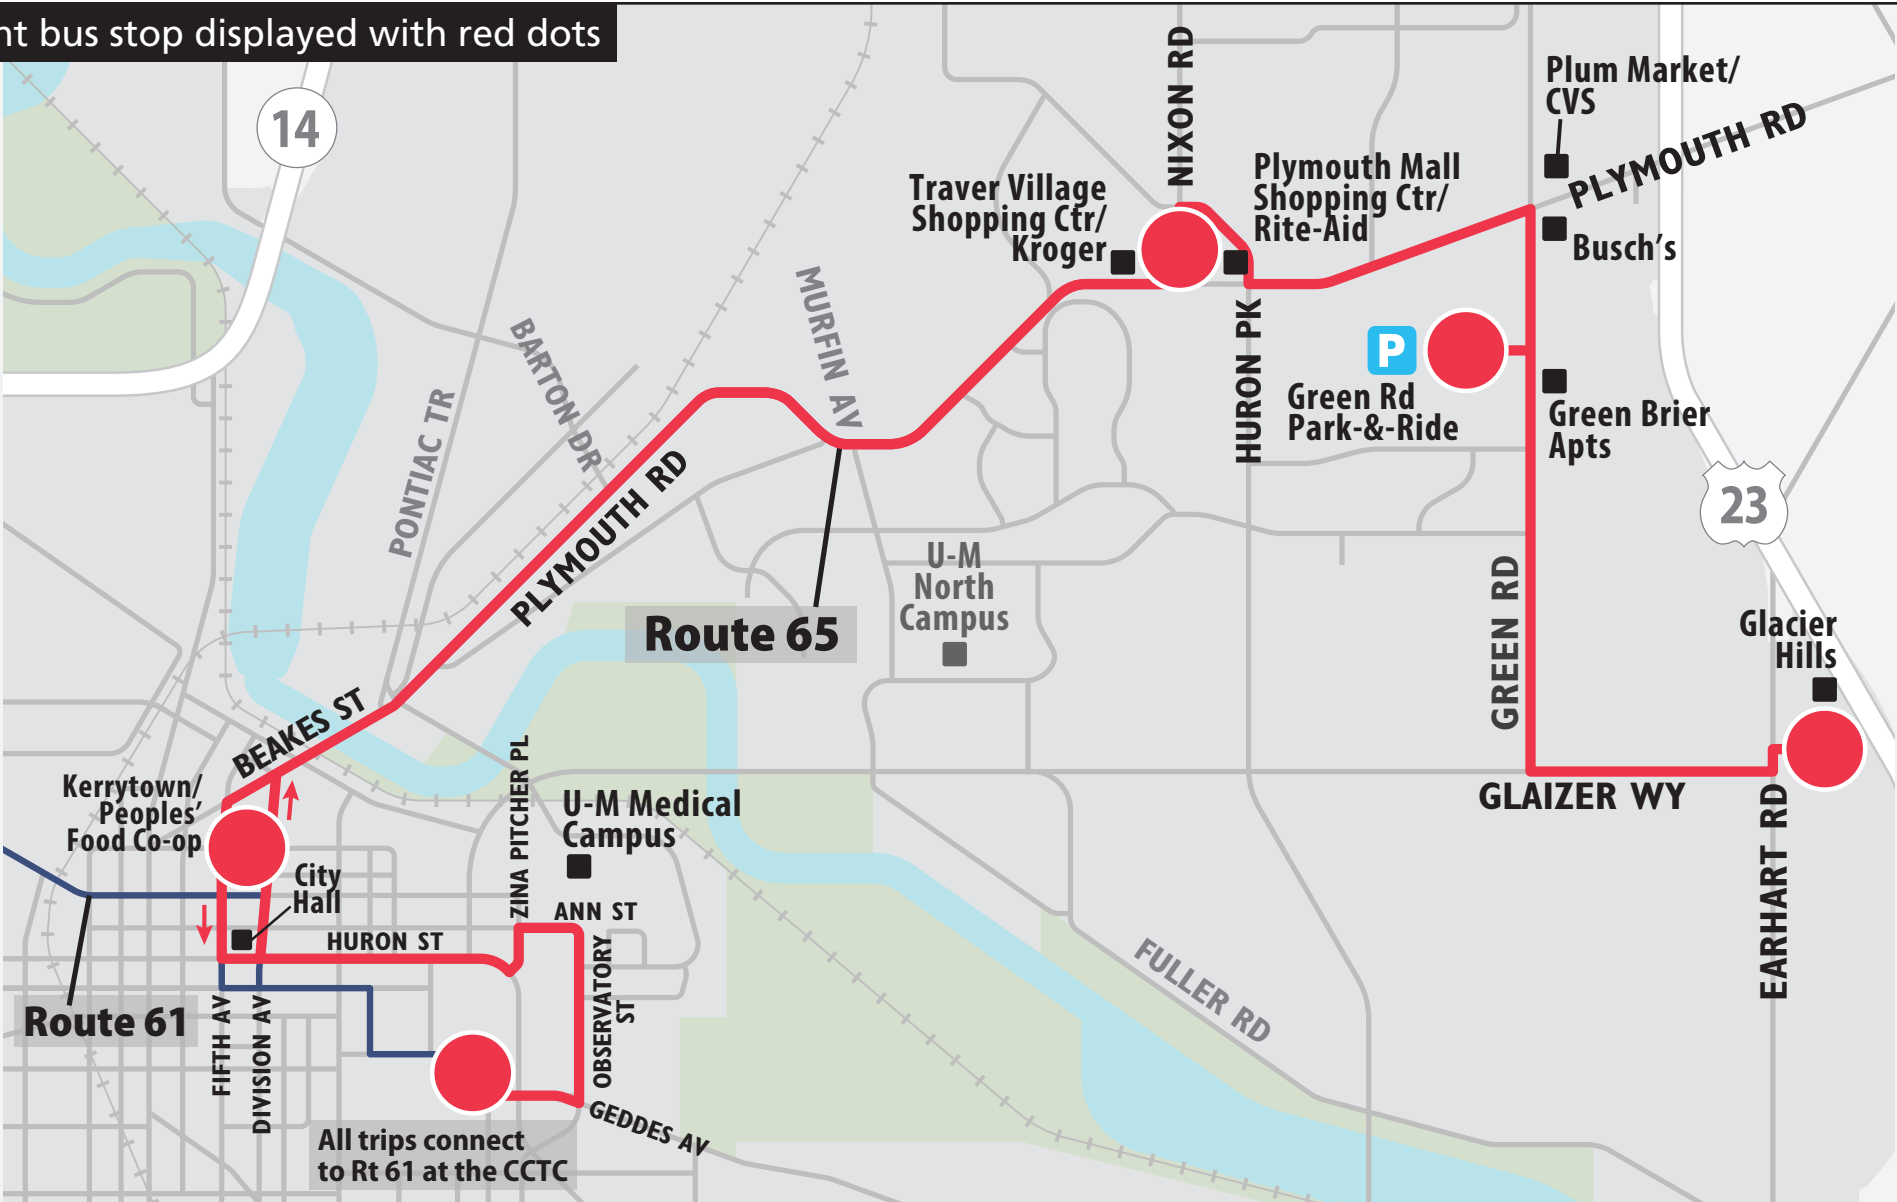 nt bus stop displayed with red dots
14
NIXON RD
Plum Market/
CVS
PLYMOUTH RD
Busch's
Traver Village
Shopping Ctr/
Kroger
Plymouth Mall
Shopping Ctr/
Rite-Aid
MURFIN AV
BARTON DR
PONTIAC TR
PLYMOUTH RD
HURON PK
P
Green Rd
Park-&-Ride
Green Brier
Apts
23
U-M
North
Campus
Route 65
GREEN RD
Glacier
Hills
BEAKES ST
Kerrytown/
Peoples'
Food Co-op
ZINA PITCHER PL
U-M Medical
Campus
GLAIZER WY
EARHART RD
City
Hall
HURON ST
ANN ST
OBSERVATORY
ST
FULLER RD
Route 61
FIFTH AV
DIVISION AV
GEDDES AV
All trips connect
to Rt 61 at the CCTC